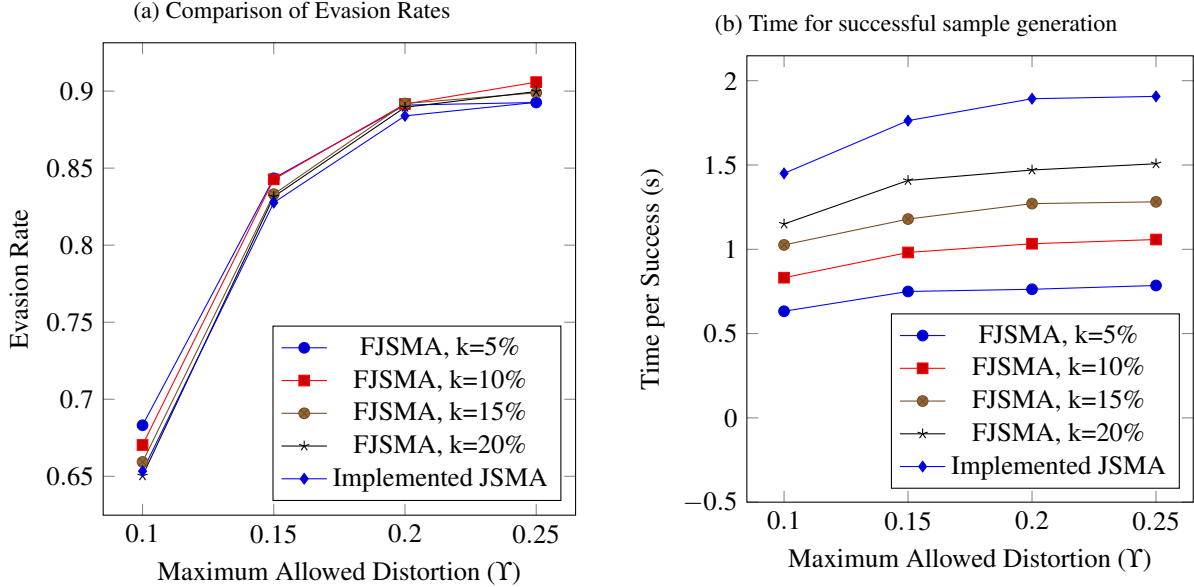 (a) Comparison of Evasion Rates
0.9
0.85
0.8
0.75
0.7
0.65
0.1 0.15 0.2 0.25
Evasion Rate
Maximum Allowed Distortion (ϒ)
FJSMA, k=5%
FJSMA, k=10%
FJSMA, k=15%
FJSMA, k=20%
Implemented JSMA
(b) Time for successful sample generation
2
1.5
1
0.5
0
−0.5
0.1 0.15 0.2 0.25
Time per Success (s)
Maximum Allowed Distortion (ϒ)
FJSMA, k=5%
FJSMA, k=10%
FJSMA, k=15%
FJSMA, k=20%
Implemented JSMA